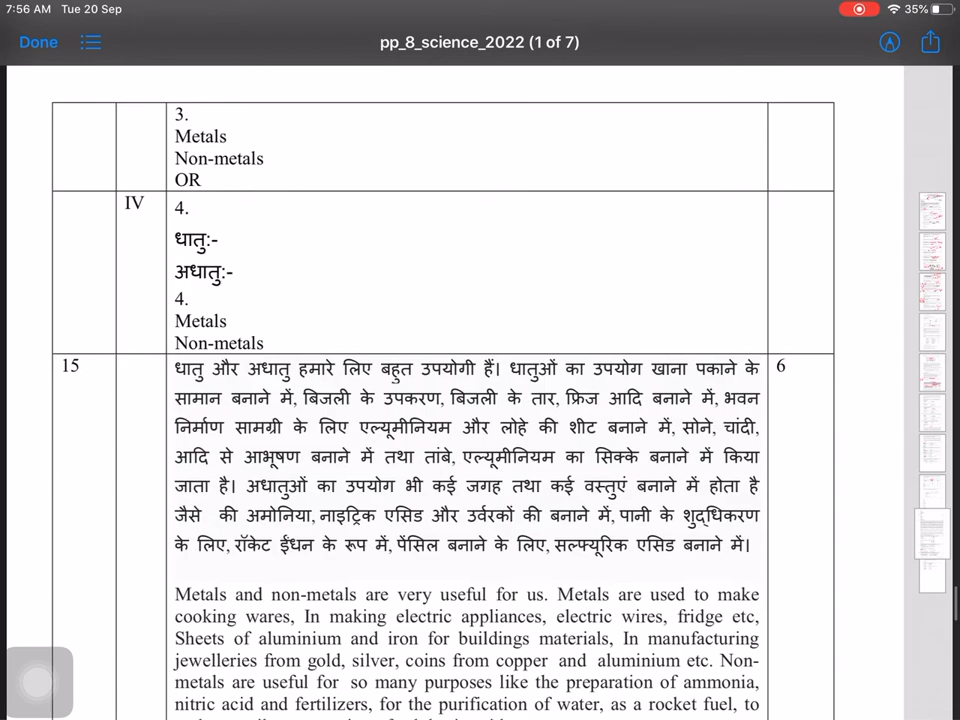 7:56 AM Tue 20 Sep
35%
Done
pp_8_science_2022 (1 of 7)
3.
Metals
Non-metals
OR
IV
4.
धातु:-
अधातु:-
4.
Metals
Non-metals
15
6
धातु और अधातु हमारे लिए बहुत उपयोगी हैं। धातुओं का उपयोग खाना पकाने के
सामान बनाने में, बिजली के उपकरण, बिजली के तार, फ्रिज आदि बनाने में, भवन
निर्माण सामग्री के लिए एल्यूमीनियम और लोहे की शीट बनाने में, सोने, चांदी,
आदि से आभूषण बनाने में तथा तांबे, एल्यूमीनियम का सिक्के बनाने में किया
जाता है। अधातुओं का उपयोग भी कई जगह तथा कई वस्तुएं बनाने में होता है
जैसे की अमोनिया, नाइट्रिक एसिड और उर्वरकों की बनाने में, पानी के शुद्धिकरण
के लिए, रॉकेट ईंधन के रूप में, पेंसिल बनाने के लिए, सल्फ्यूरिक एसिड बनाने में।
Metals and non-metals are very useful for us. Metals are used to make
cooking wares, In making electric appliances, electric wires, fridge etc,
Sheets of aluminium and iron for buildings materials, In manufacturing
jewelleries from gold, silver, coins from copper and aluminium etc. Non-
metals are useful for so many purposes like the preparation of ammonia,
nitric acid and fertilizers, for the purification of water, as a rocket fuel, to